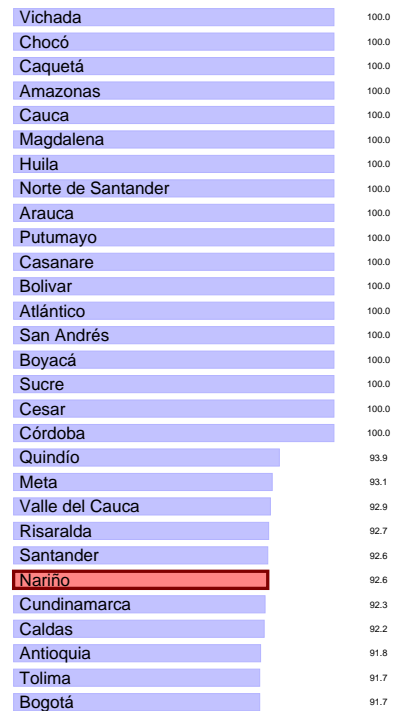 Vichada 100.0
Chocó 100.0
Caquetá 100.0
Amazonas 100.0
Cauca 100.0
Magdalena 100.0
Huila 100.0
Norte de Santander 100.0
Arauca 100.0
Putumayo 100.0
Casanare 100.0
Bolivar 100.0
Atlántico 100.0
San Andrés 100.0
Boyacá 100.0
Sucre 100.0
Cesar 100.0
Córdoba 100.0
Quindío 93.9
Meta 93.1
Valle del Cauca 92.9
Risaralda 92.7
Santander 92.6
Nariño 92.6
Cundinamarca 92.3
Caldas 92.2
Antioquia 91.8
Tolima 91.7
Bogotá 91.7